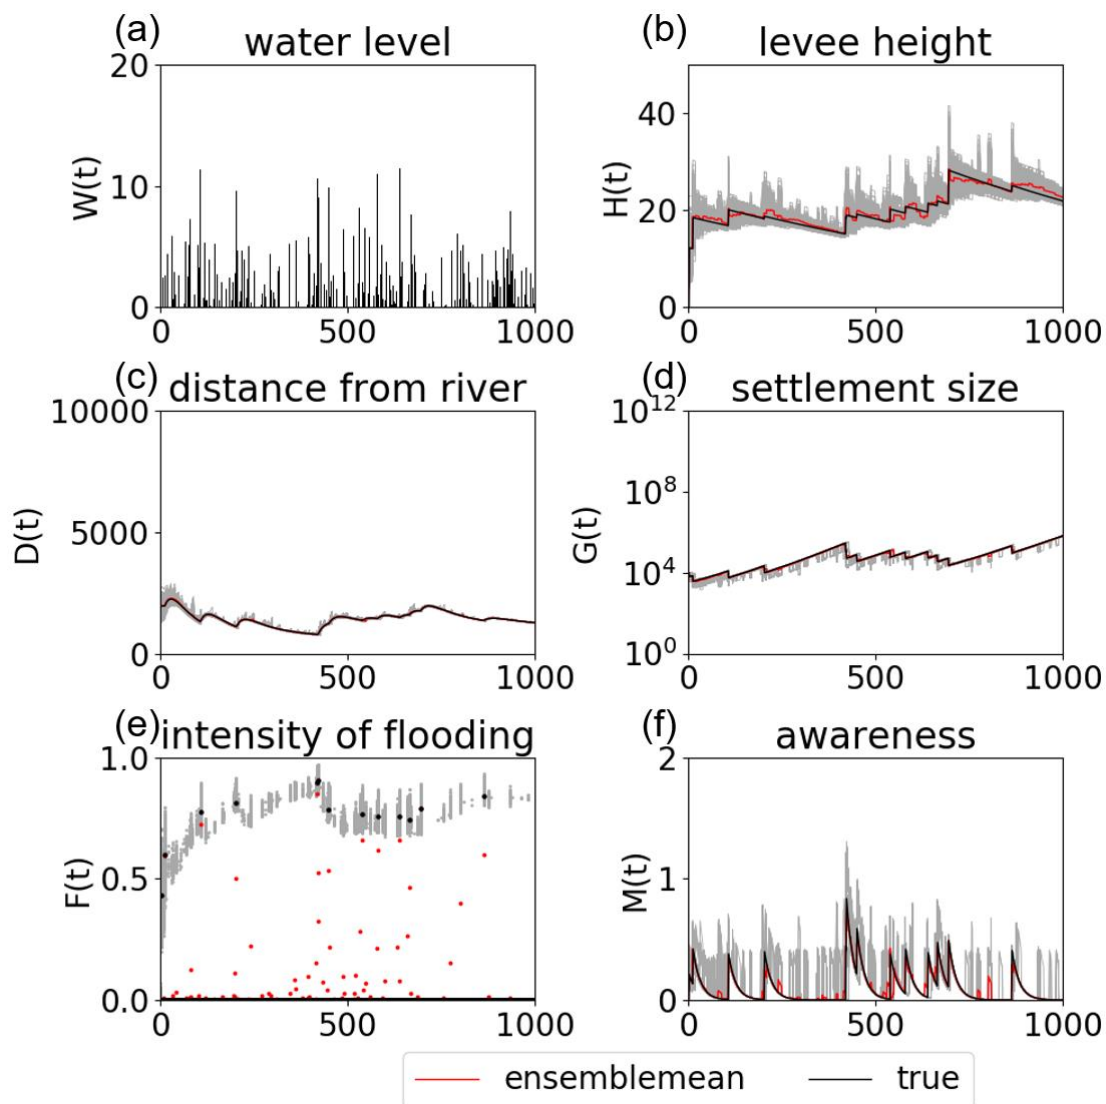 (a)
water level
W(t)
20
10
0
0 500 1000
(b)
levee height
H(t)
40
20
0
0 500 1000
(c)
distance from river
D(t)
10000
5000
0
0 500 1000
(d)
settlement size
G(t)
10^12
10^8
10^4
10^0
0 500 1000
(e)
intensity of flooding
F(t)
1.0
0.5
0.0
0 500 1000
(f)
awareness
M(t)
2
1
0
0 500 1000
ensemblemean true